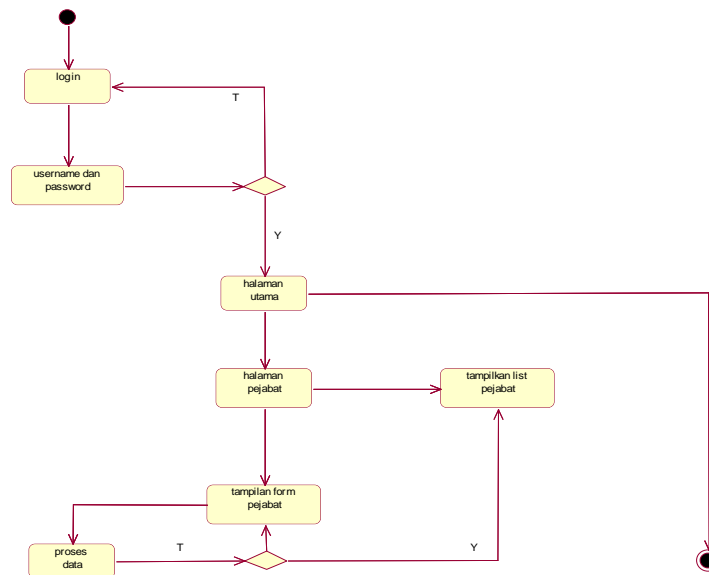 login
T
username dan
password
Y
halaman
utama
halaman
pejabat
tampilkan list
pejabat
tampilan form
pejabat
proses
data
T
Y